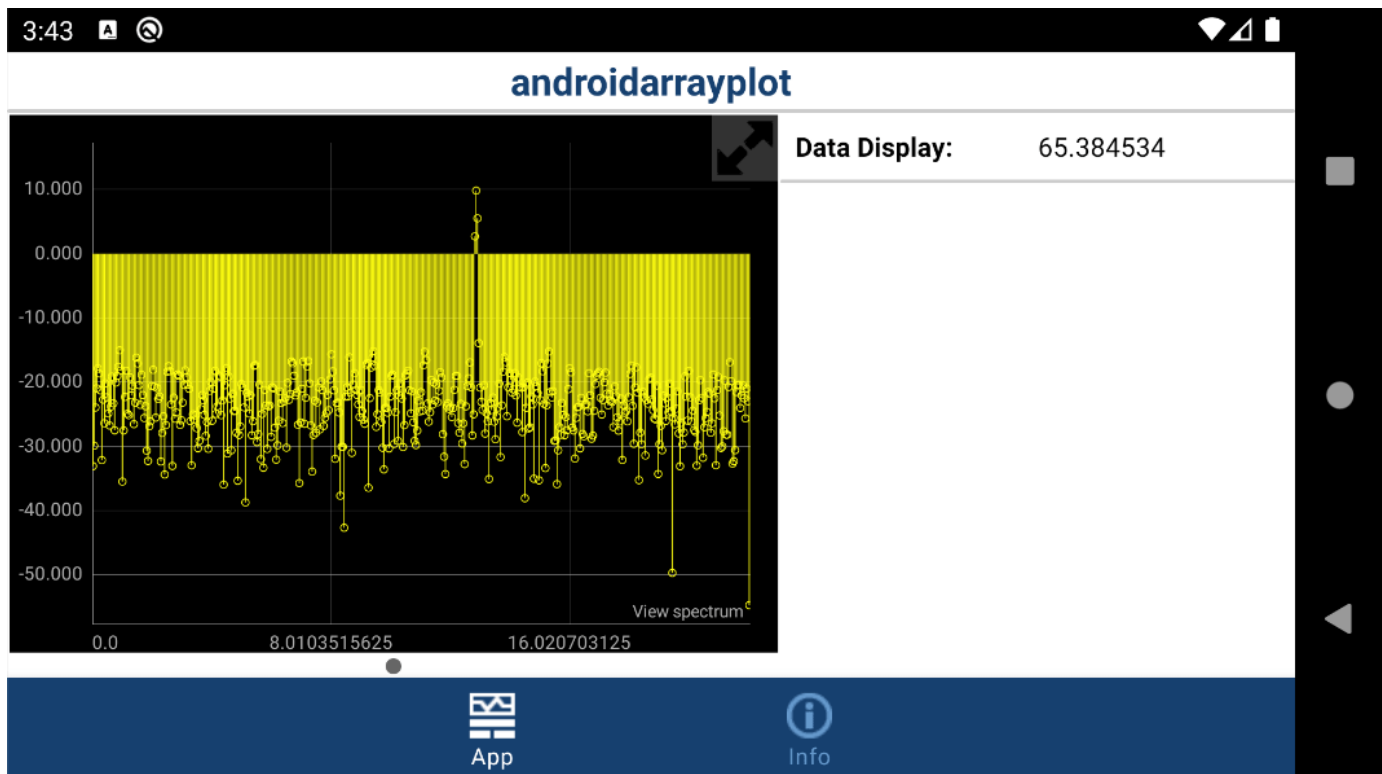 3:43 A
androidarrayplot
Data Display: 65.384534
10.000
0.000
-10.000
-20.000
-30.000
-40.000
-50.000
View spectrum
0.0 8.0103515625 16.020703125
App Info